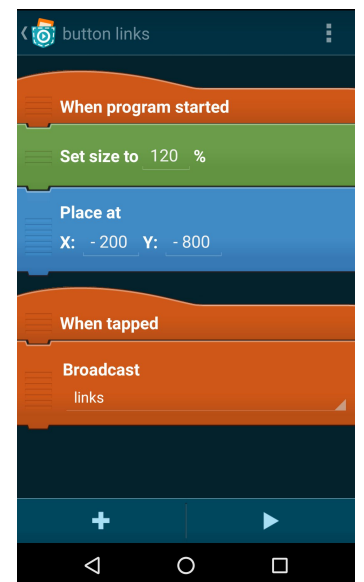 button links
When program started
Set size to 120 %
Place at
X: - 200 Y: - 800
When tapped
Broadcast
links